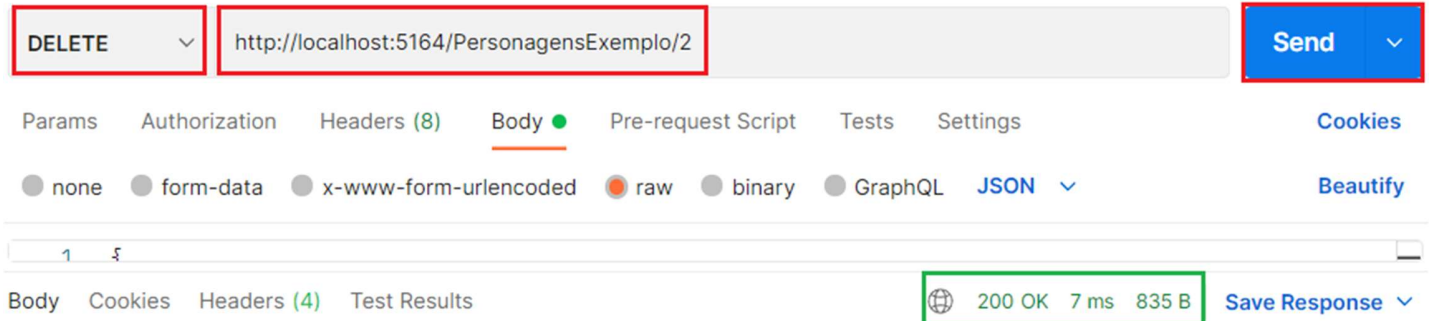 DELETE http://localhost:5164/PersonagensExemplo/2 Send
Params Authorization Headers (8) Body Pre-request Script Tests Settings Cookies
none form-data x-www-form-urlencoded raw binary GraphQL JSON Beautify
1 {
Body Cookies Headers (4) Test Results 200 OK 7 ms 835 B Save Response